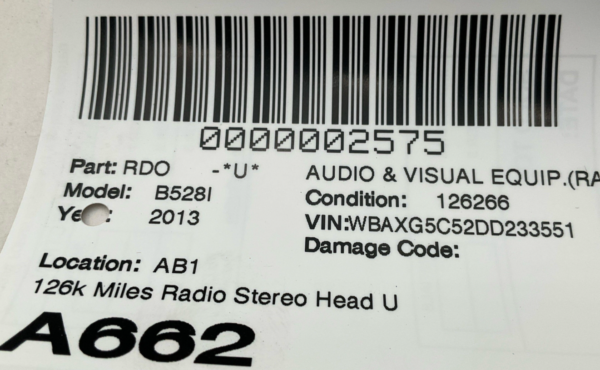 0000002575
Part: RDO -*U* AUDIO & VISUAL EQUIP.(RA
Model: B528I Condition: 126266
Ye : 2013 VIN:WBAXG5C52DD233551
Damage Code:
Location: AB1
126k Miles Radio Stereo Head U
A662